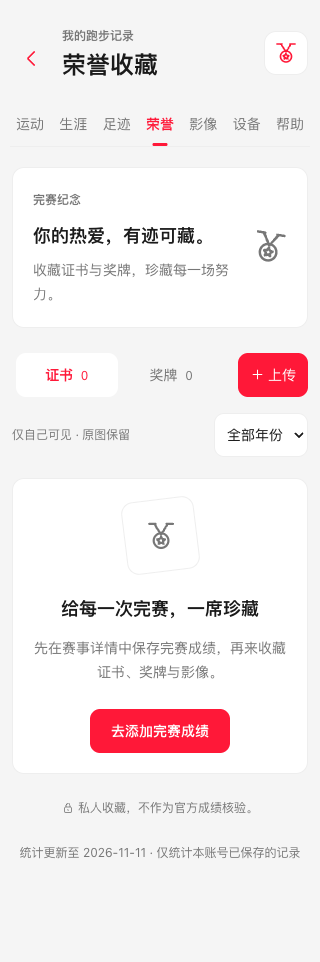 我的跑步记录
荣誉收藏
运动 生涯 足迹 荣誉 影像 设备 帮助
完赛纪念
你的热爱，有迹可藏。
收藏证书与奖牌，珍藏每一场努
力。
证书 0 奖牌 0 ＋ 上传
仅自己可见 · 原图保留 全部年份
给每一次完赛，一席珍藏
先在赛事详情中保存完赛成绩，再来收藏
证书、奖牌与影像。
去添加完赛成绩
私人收藏，不作为官方成绩核验。
统计更新至 2026-11-11 · 仅统计本账号已保存的记录